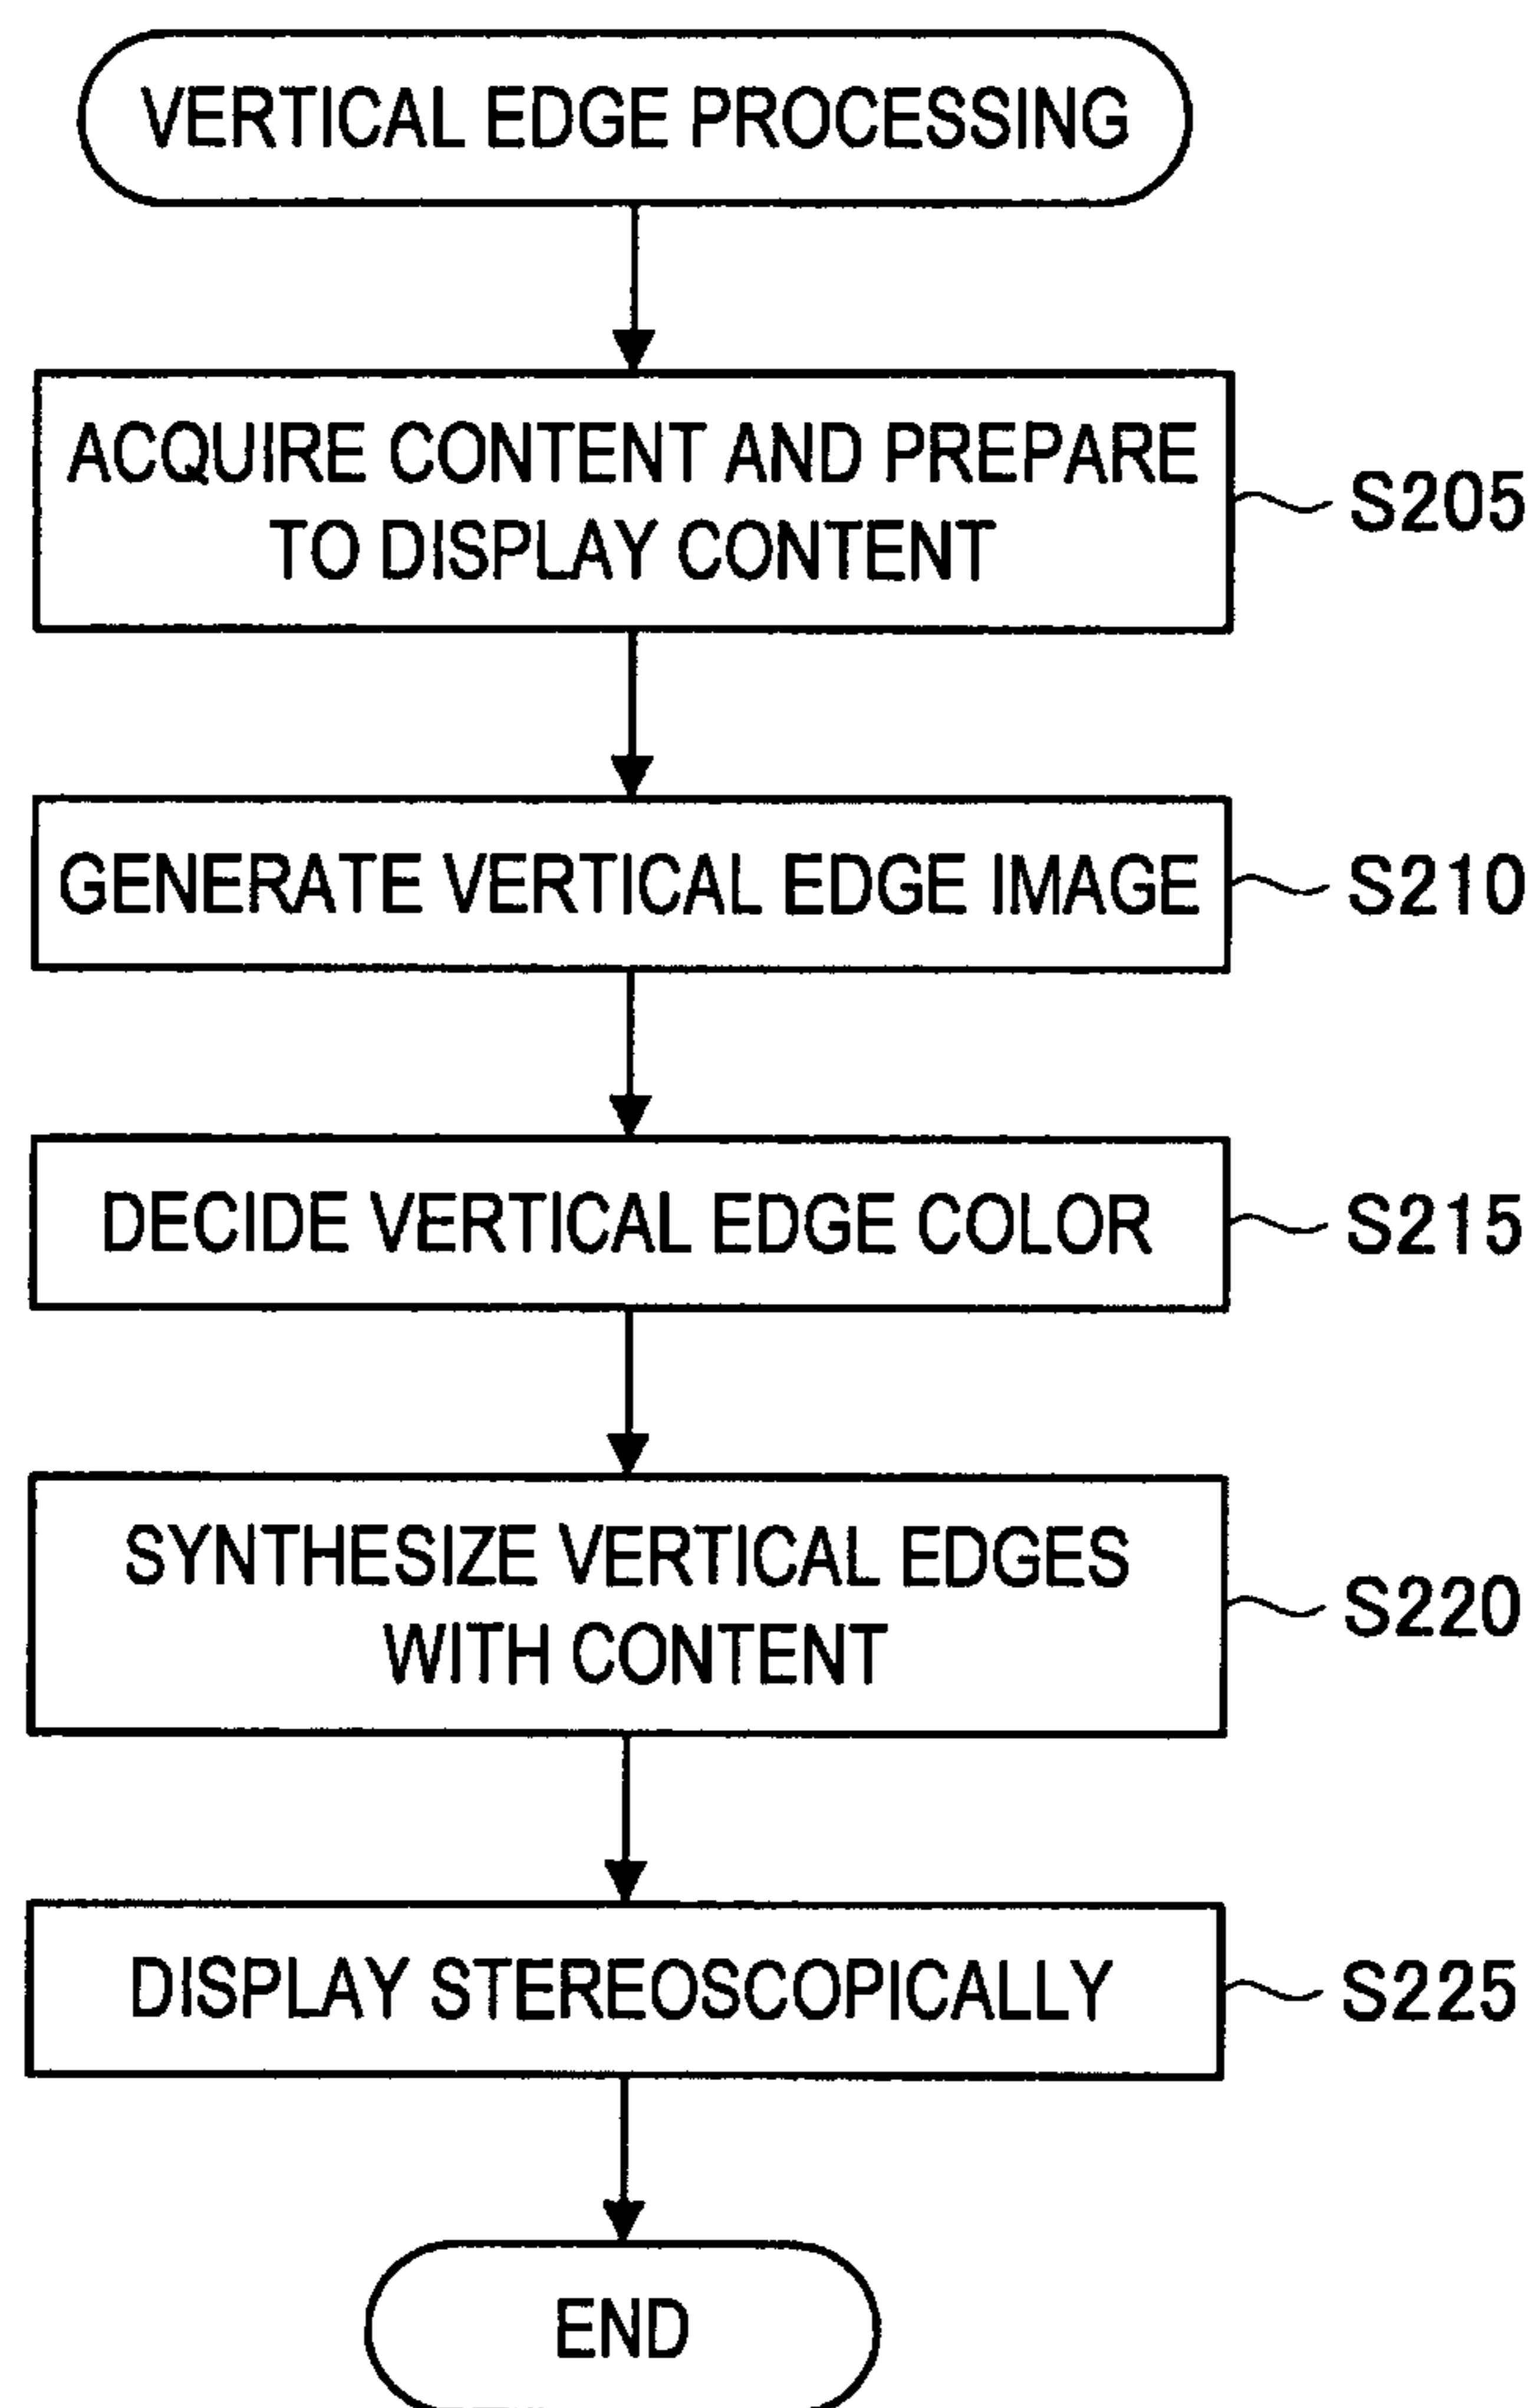 VERTICAL EDGE PROCESSING
ACQUIRE CONTENT AND PREPARE
TO DISPLAY CONTENT
S205
GENERATE VERTICAL EDGE IMAGE
S210
DECIDE VERTICAL EDGE COLOR
S215
SYNTHESIZE VERTICAL EDGES
WITH CONTENT
S220
DISPLAY STEREOSCOPICALLY
S225
END